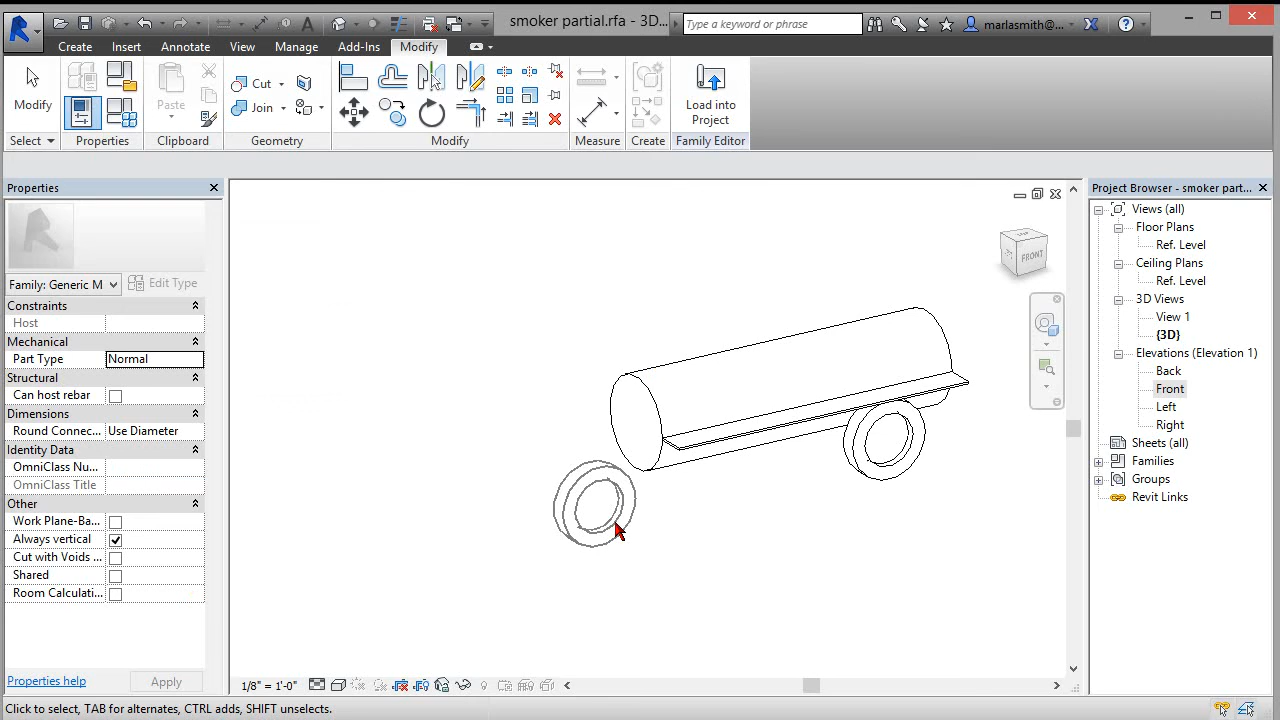 smoker partial.rfa - 3D...
Type a keyword or phrase
marlasmith@...
Create
Insert
Annotate
View
Manage
Add-Ins
Modify
Modify
Paste
Cut
Join
Load into
Project
Select
Properties
Clipboard
Geometry
Modify
Measure
Create
Family Editor
Properties
Family: Generic M
Edit Type
Constraints
Host
Mechanical
Part Type Normal
Structural
Can host rebar
Dimensions
Round Connec... Use Diameter
Identity Data
OmniClass Nu...
OmniClass Title
Other
Work Plane-Ba...
Always vertical
Cut with Voids ...
Shared
Room Calculati...
Properties help
Apply
FRONT
1/8" = 1'-0"
Project Browser - smoker part...
Views (all)
Floor Plans
Ref. Level
Ceiling Plans
Ref. Level
3D Views
View 1
{3D}
Elevations (Elevation 1)
Back
Front
Left
Right
Sheets (all)
Families
Groups
Revit Links
Click to select, TAB for alternates, CTRL adds, SHIFT unselects.